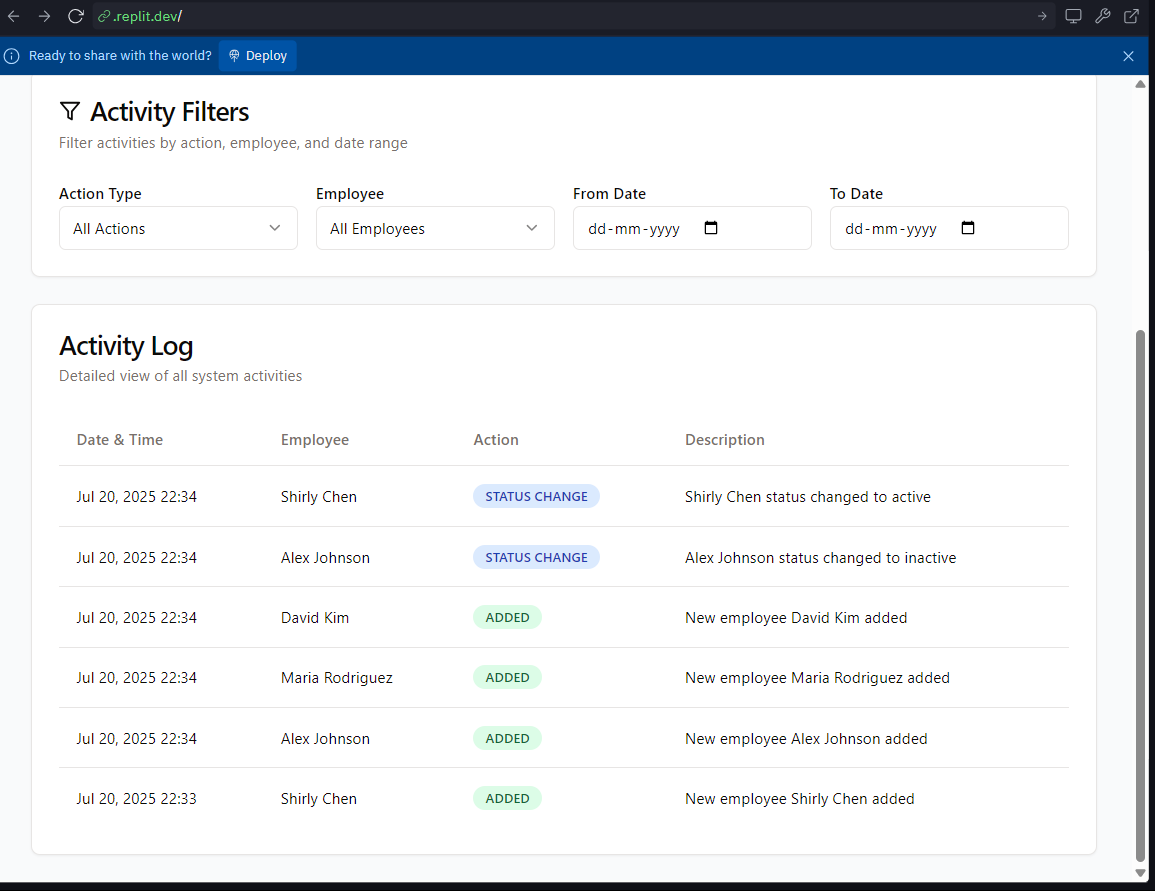 .replit.dev/
Ready to share with the world? Deploy
Activity Filters
Filter activities by action, employee, and date range
Action Type Employee From Date To Date
All Actions All Employees dd-mm-yyyy dd-mm-yyyy
Activity Log
Detailed view of all system activities
Date & Time Employee Action Description
Jul 20, 2025 22:34 Shirly Chen STATUS CHANGE Shirly Chen status changed to active
Jul 20, 2025 22:34 Alex Johnson STATUS CHANGE Alex Johnson status changed to inactive
Jul 20, 2025 22:34 David Kim ADDED New employee David Kim added
Jul 20, 2025 22:34 Maria Rodriguez ADDED New employee Maria Rodriguez added
Jul 20, 2025 22:34 Alex Johnson ADDED New employee Alex Johnson added
Jul 20, 2025 22:33 Shirly Chen ADDED New employee Shirly Chen added